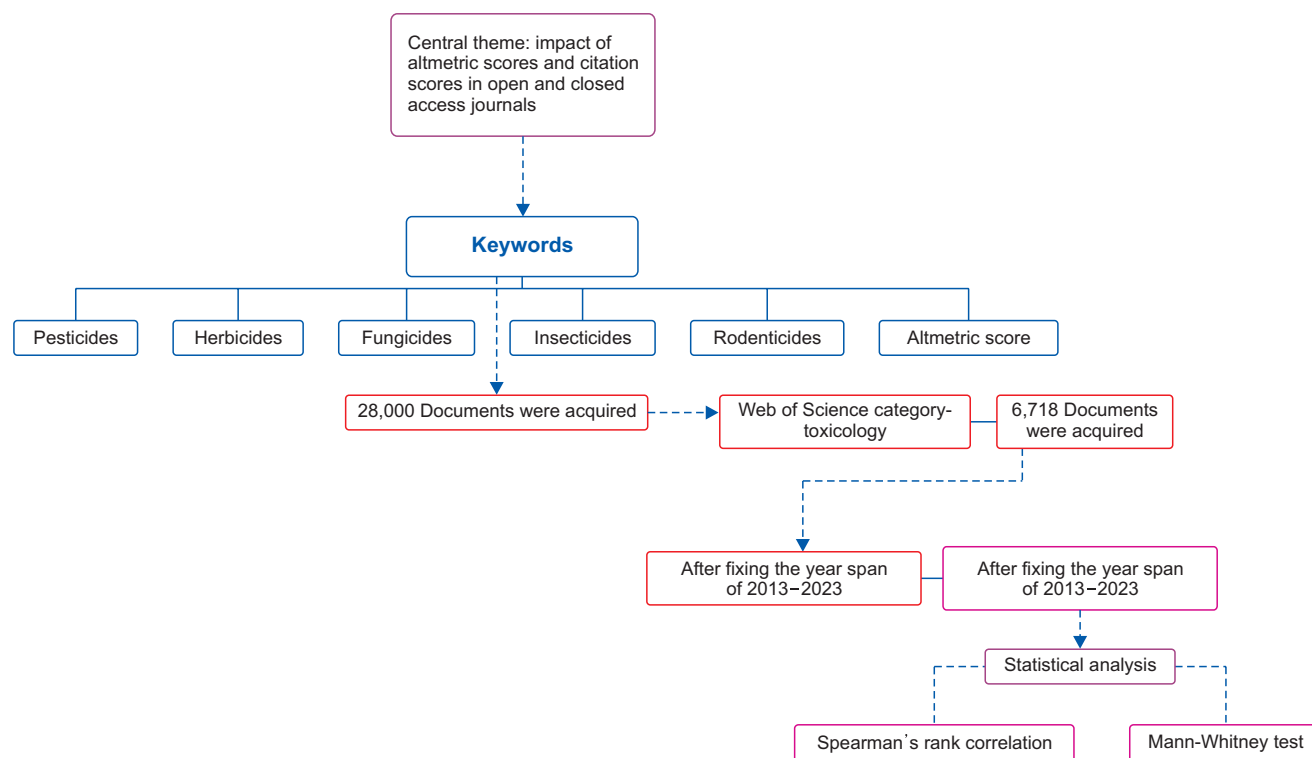 Central theme: impact of
altmetric scores and citation
scores in open and closed
access journals
Keywords
Pesticides
Herbicides
Fungicides
Insecticides
Rodenticides
Altmetric score
28,000 Documents were acquired
Web of Science category-
toxicology
6,718 Documents
were acquired
After fixing the year span
of 2013−2023
After fixing the year span
of 2013−2023
Statistical analysis
Spearman's rank correlation
Mann-Whitney test